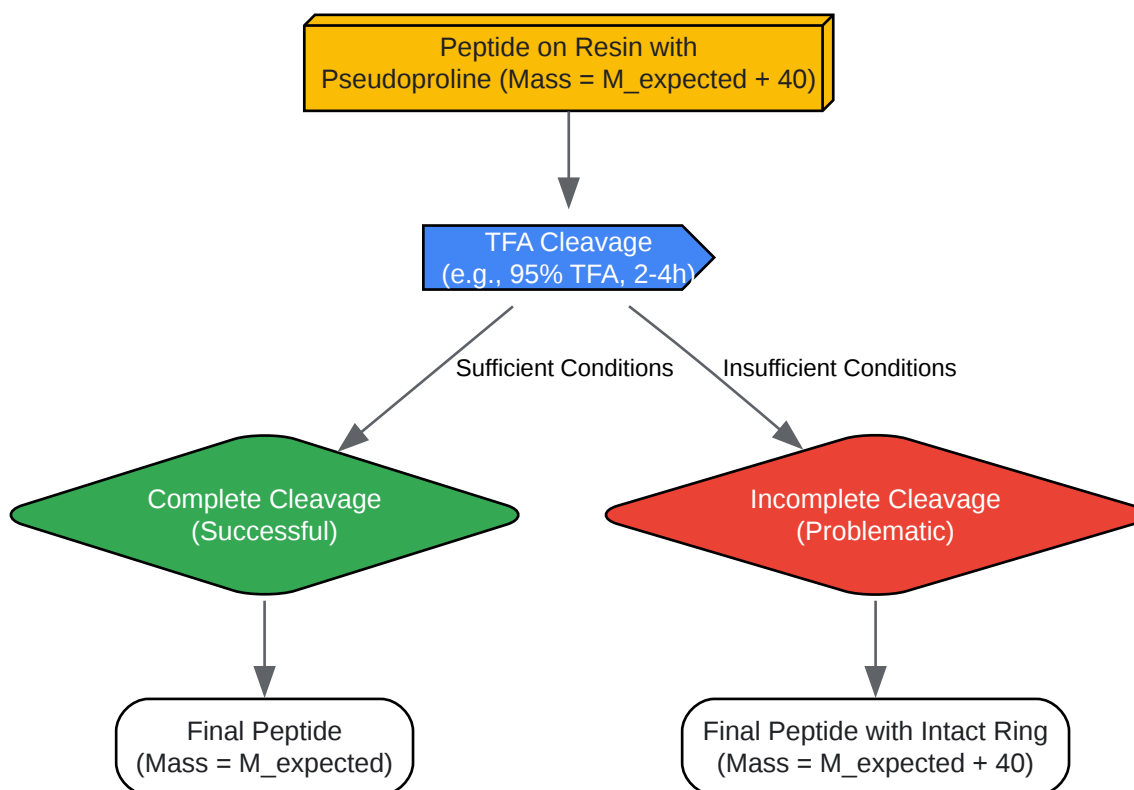 Peptide on Resin with
Pseudoproline (Mass = M_expected + 40)
TFA Cleavage
(e.g., 95% TFA, 2-4h)
Sufficient Conditions
Insufficient Conditions
Complete Cleavage
(Successful)
Incomplete Cleavage
(Problematic)
Final Peptide
(Mass = M_expected)
Final Peptide with Intact Ring
(Mass = M_expected + 40)